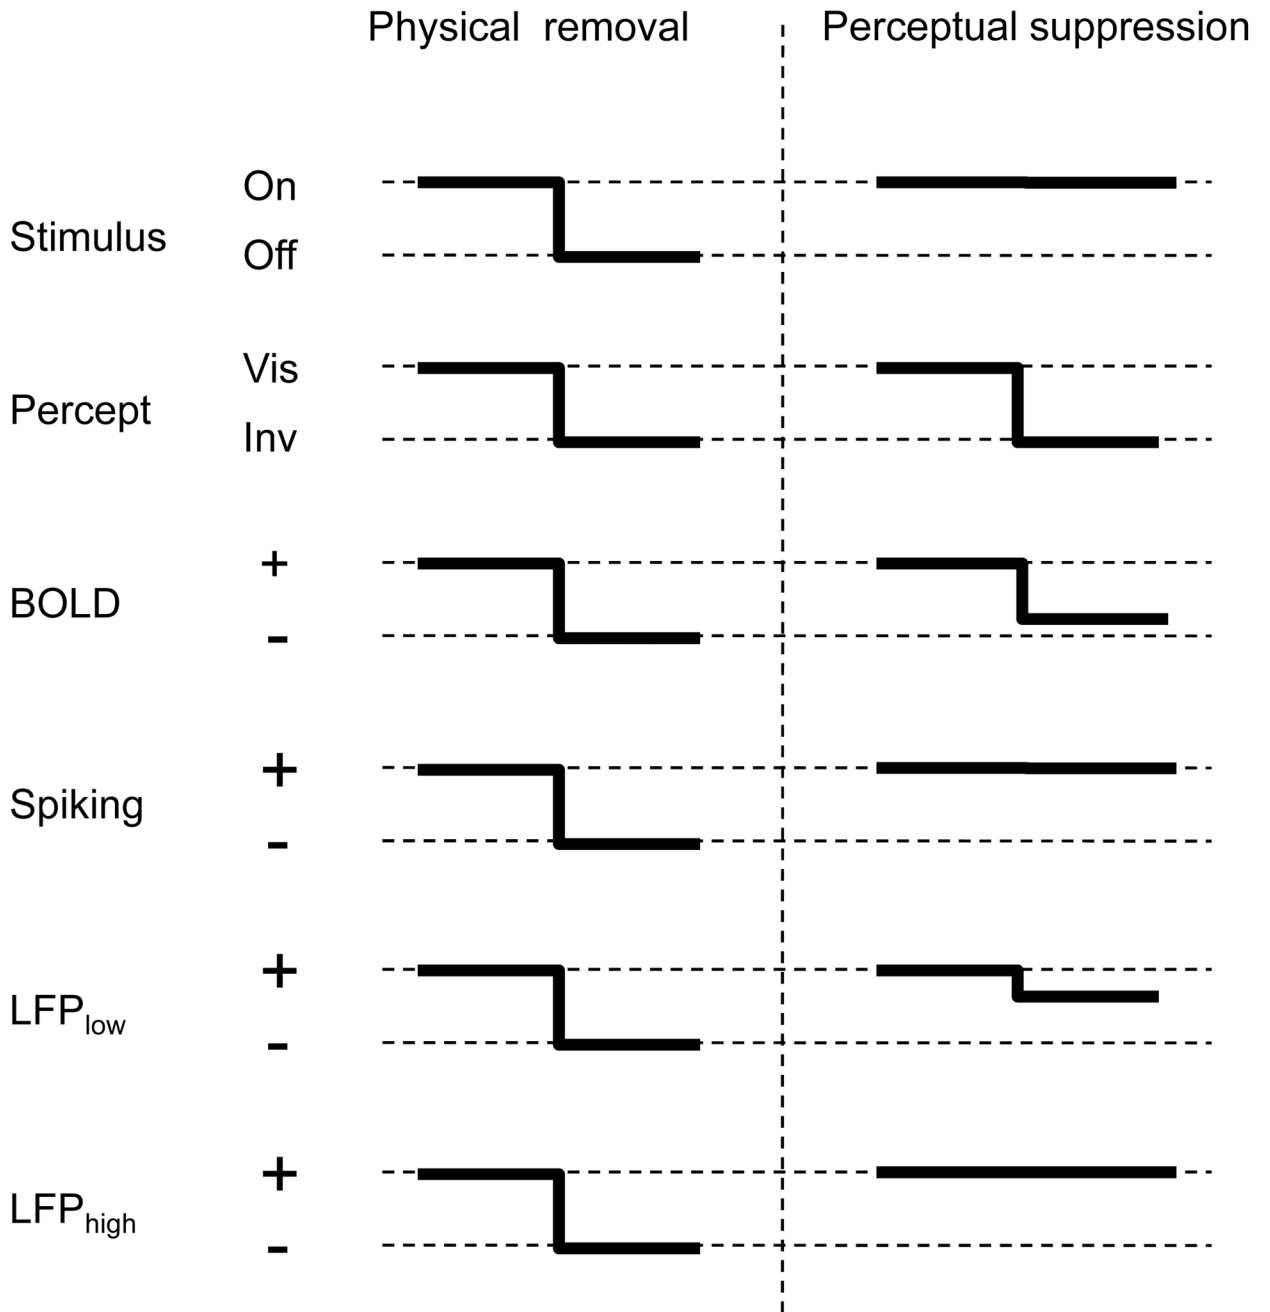 Physical removal
Perceptual suppression
On
Stimulus
Off
Vis
Percept
Inv
+
BOLD
-
+
Spiking
-
+
LFPlow
-
+
LFPhigh
-